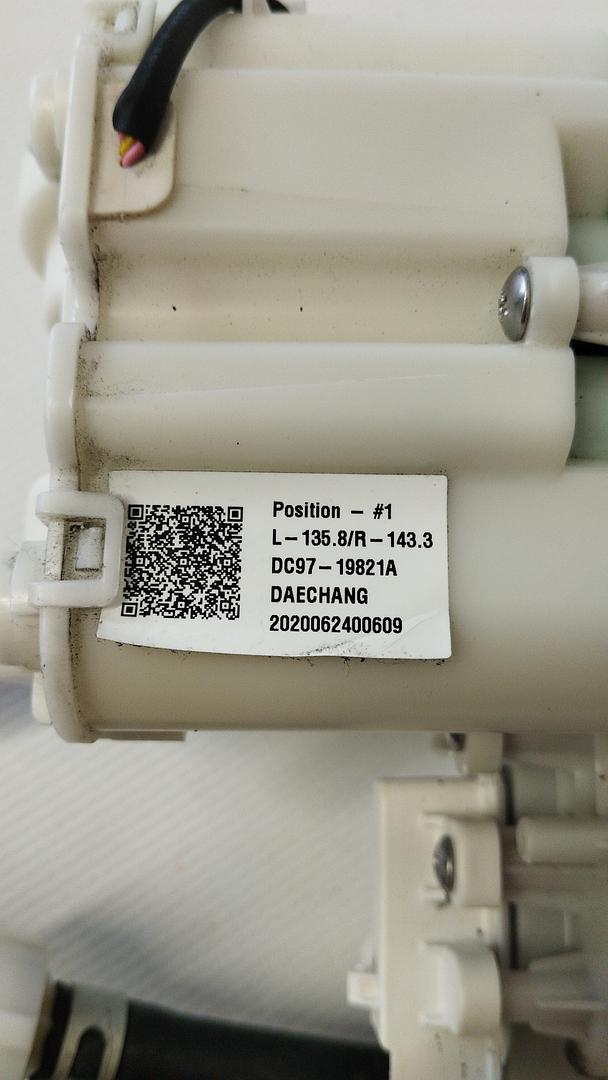 Position – #1
L–135.8/R–143.3
DC97–19821A
DAECHANG
2020062400609